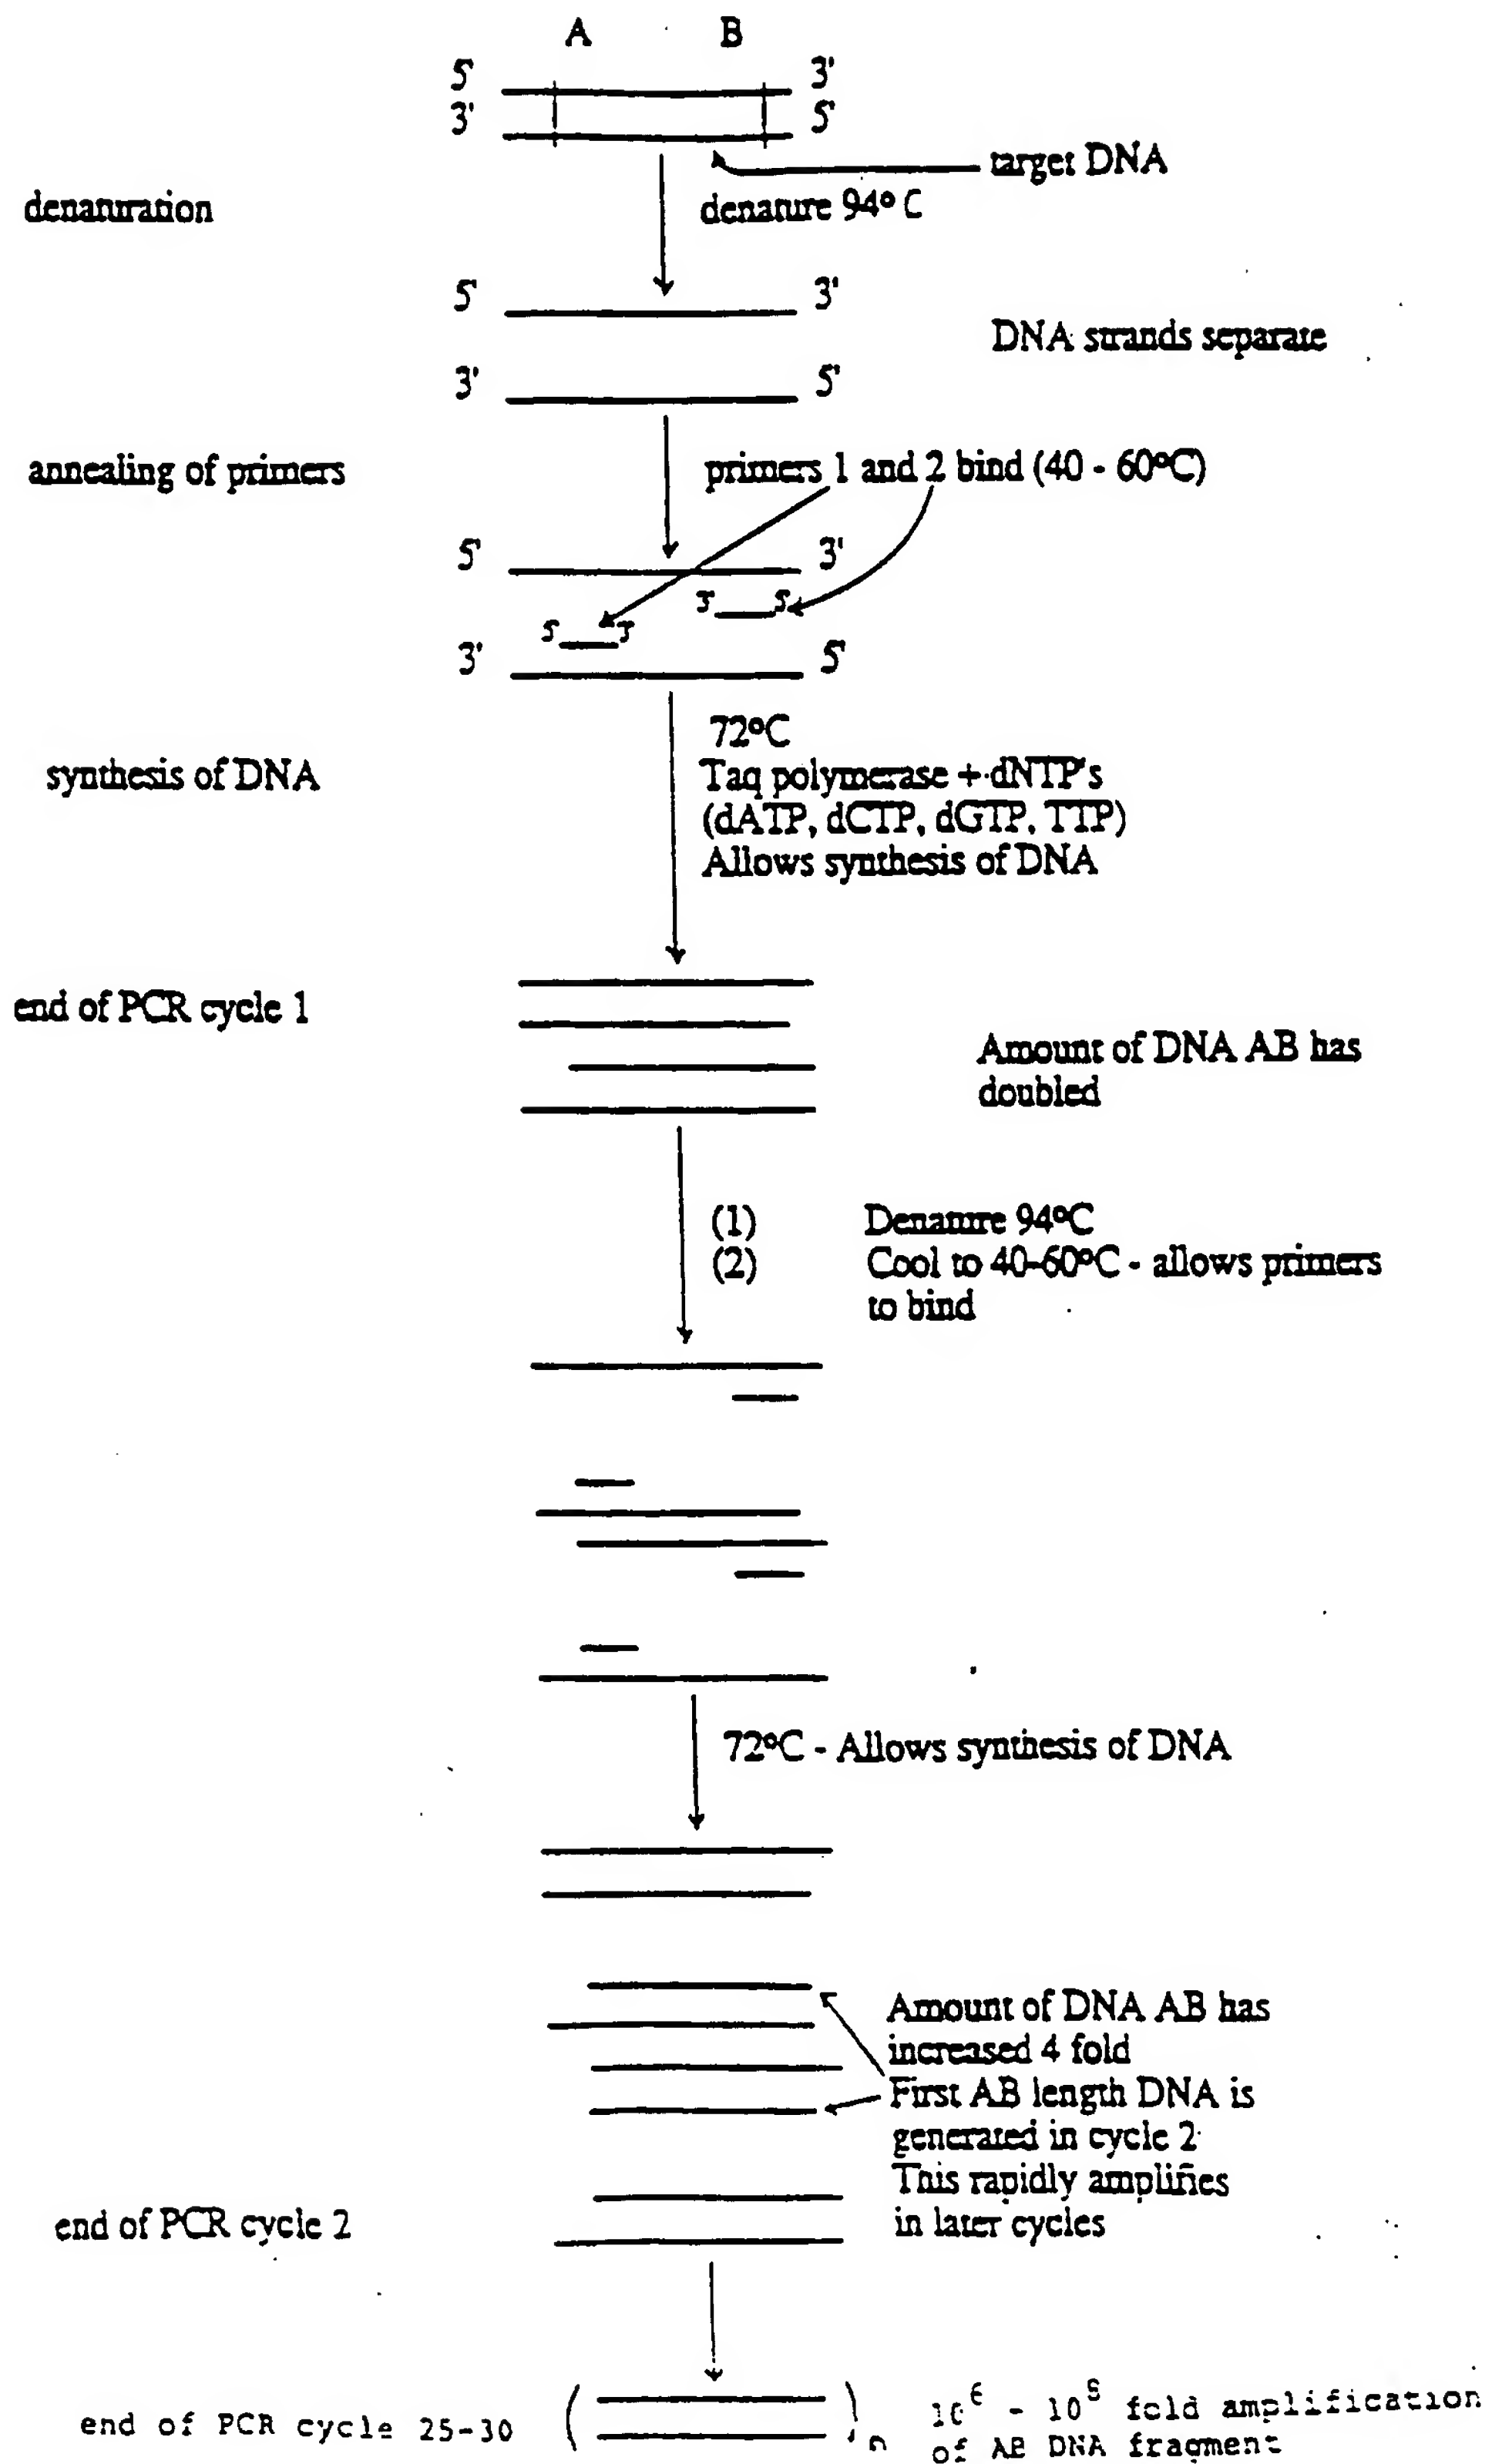 A B
5' 3'
3' 5'
target DNA
denaturation
denature 94° C
5' 3'
DNA strands separate
3' 5'
annealing of primers
primers 1 and 2 bind (40 - 60°C)
5' 3'
3' 5'
5' 3'
3' 5'
72°C
synthesis of DNA
Taq polymerase + dNTP's
(dATP, dCTP, dGTP, TTP)
Allows synthesis of DNA
end of PCR cycle 1
Amount of DNA AB has
doubled
(1) Denature 94°C
(2) Cool to 40-60°C - allows primers
to bind
72°C - Allows synthesis of DNA
Amount of DNA AB has
increased 4 fold
First AB length DNA is
generated in cycle 2
This rapidly amplifies
in later cycles
end of PCR cycle 2
end of PCR cycle 25-30
n
fold amplification
of AB DNA fragment